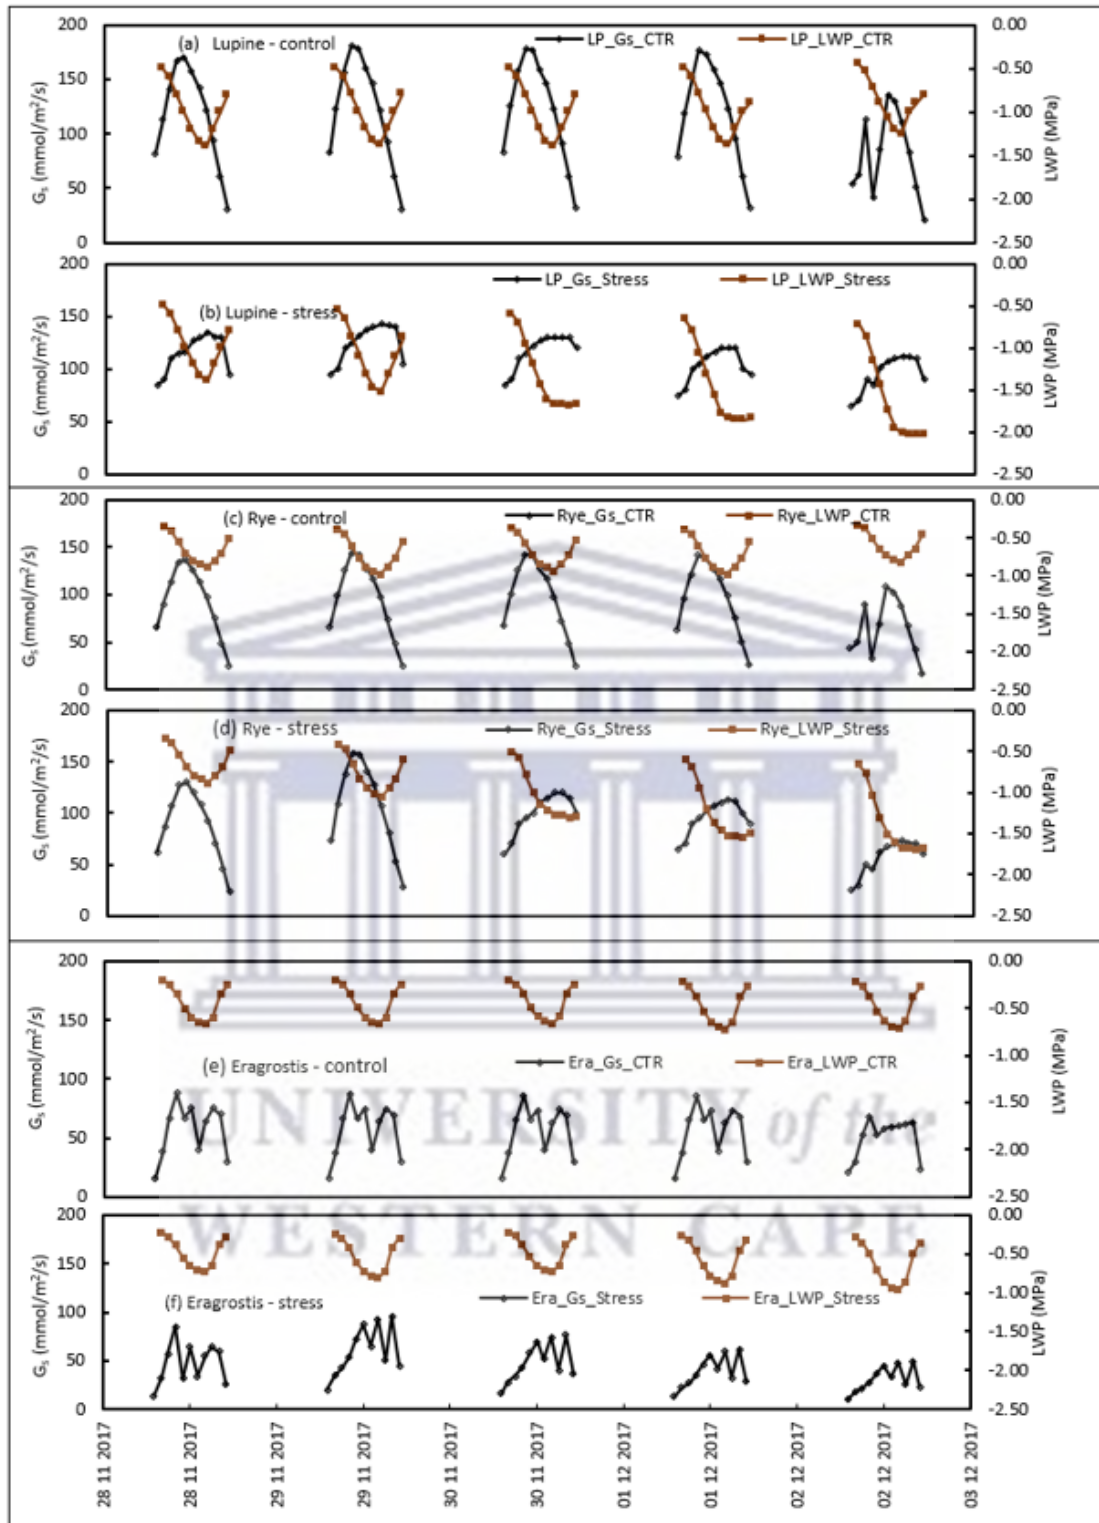 (a) Lupine - control
LP_Gs_CTR
LP_LWP_CTR
200
150
100
50
0
Gs (mmol/m²/s)
0.00
-0.50
-1.00
-1.50
-2.00
-2.50
LWP (MPa)
(b) Lupine - stress
LP_Gs_Stress
LP_LWP_Stress
200
150
100
50
0
Gs (mmol/m²/s)
0.00
-0.50
-1.00
-1.50
-2.00
-2.50
LWP (MPa)
(c) Rye - control
Rye_Gs_CTR
Rye_LWP_CTR
200
150
100
50
0
Gs (mmol/m²/s)
0.00
-0.50
-1.00
-1.50
-2.00
-2.50
LWP (MPa)
(d) Rye - stress
Rye_Gs_Stress
Rye_LWP_Stress
200
150
100
50
0
Gs (mmol/m²/s)
0.00
-0.50
-1.00
-1.50
-2.00
-2.50
LWP (MPa)
(e) Eragrostis - control
Era_Gs_CTR
Era_LWP_CTR
200
150
100
50
0
Gs (mmol/m²/s)
0.00
-0.50
-1.00
-1.50
-2.00
-2.50
LWP (MPa)
UNIVERSITY of the
WESTERN CAPE
(f) Eragrostis - stress
Era_Gs_Stress
Era_LWP_Stress
200
150
100
50
0
Gs (mmol/m²/s)
0.00
-0.50
-1.00
-1.50
-2.00
-2.50
LWP (MPa)
28 11 2017
28 11 2017
29 11 2017
29 11 2017
30 11 2017
30 11 2017
01 12 2017
01 12 2017
02 12 2017
02 12 2017
03 12 2017